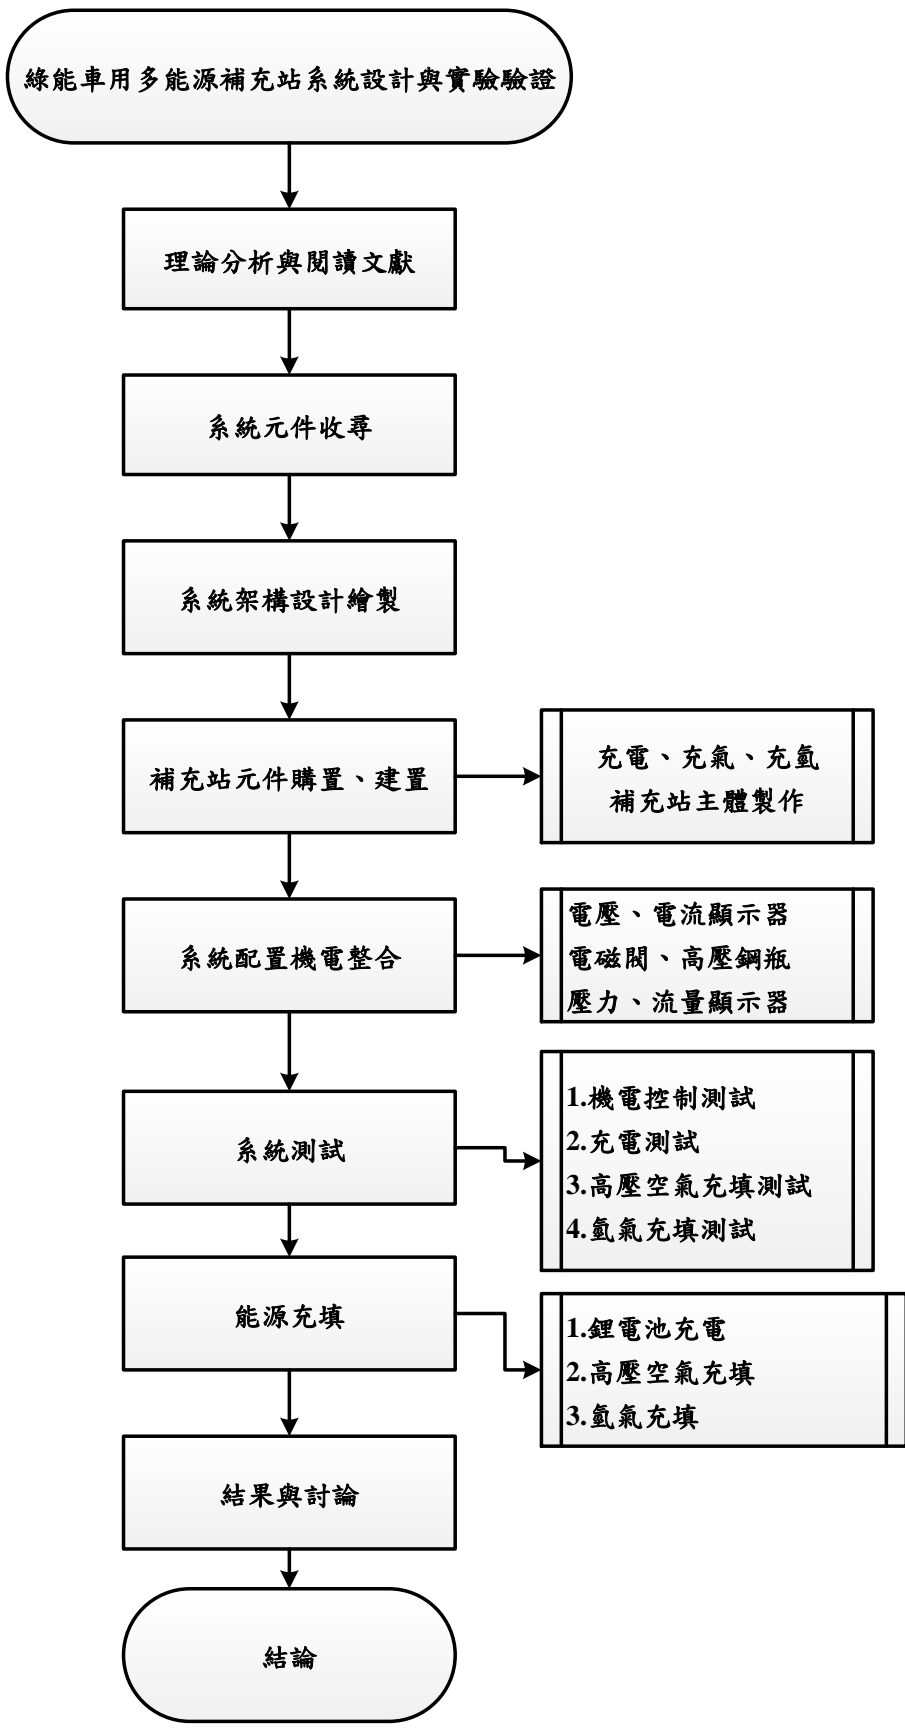 綠能車用多能源補充站系統設計與實驗驗證
理論分析與閱讀文獻
系統元件收尋
系統架構設計繪製
補充站元件購置、建置
充電、充氣、充氫
補充站主體製作
系統配置機電整合
電壓、電流顯示器
電磁閥、高壓鋼瓶
壓力、流量顯示器
系統測試
1.機電控制測試
2.充電測試
3.高壓空氣充填測試
4.氫氣充填測試
能源充填
1.鋰電池充電
2.高壓空氣充填
3.氫氣充填
結果與討論
結論